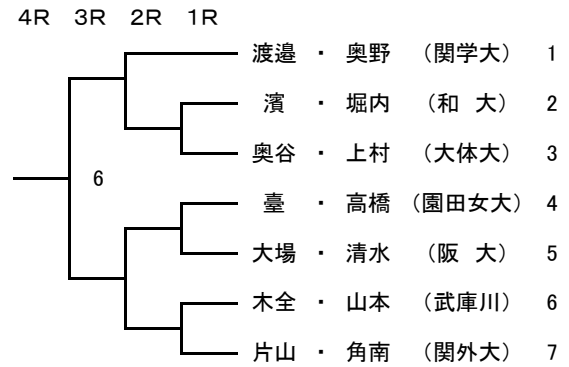 4R 3R 2R 1R
渡邉 ・ 奥野 (関学大) 1
濱 ・ 堀内 (和 大) 2
奥谷 ・ 上村 (大体大) 3
6
臺 ・ 高橋 (園田女大) 4
大場 ・ 清水 (阪 大) 5
木全 ・ 山本 (武庫川) 6
片山 ・ 角南 (関外大) 7